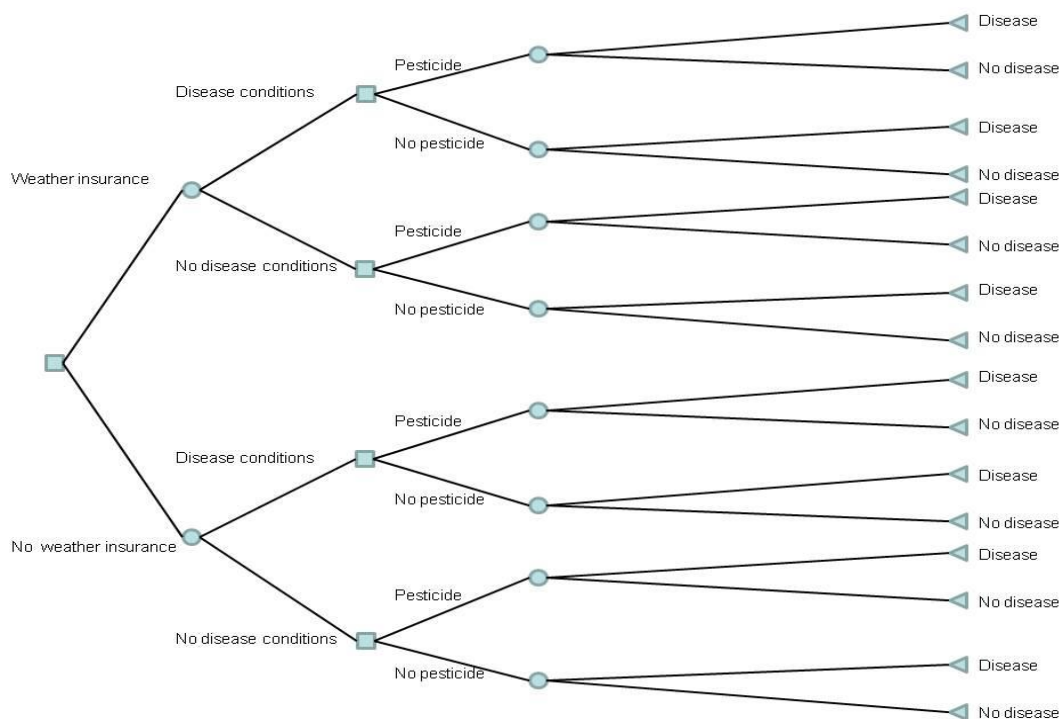 Disease
Pesticide
No disease
Disease conditions
Disease
No pesticide
No disease
Weather insurance
Disease
Pesticide
No disease
No disease conditions
Disease
No pesticide
No disease
Disease
Pesticide
No disease
Disease conditions
Disease
No pesticide
No disease
No weather insurance
Disease
Pesticide
No disease
No disease conditions
Disease
No pesticide
No disease